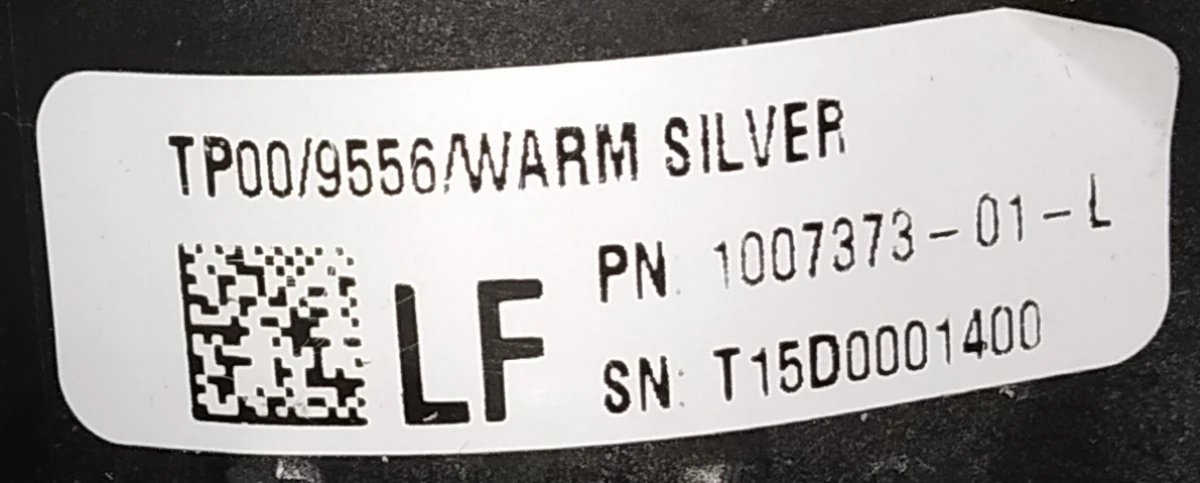 TP00/9556/WARM SILVER
LF
PN: 1007373-01-L
SN: T15D0001400